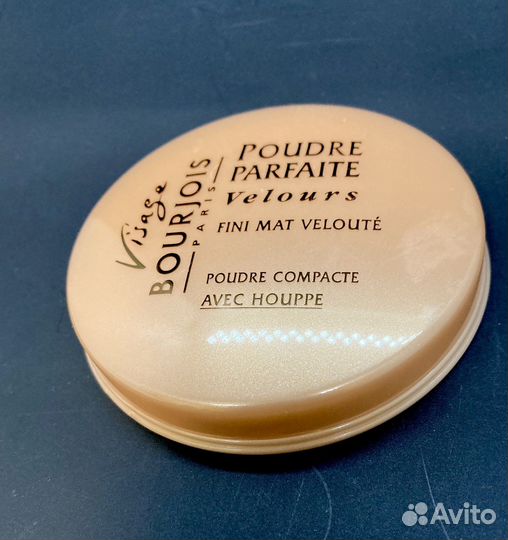 Visage
BOURJOIS
PARIS
POUDRE
PARFAITE
Velours
FINI MAT VELOUTÉ
POUDRE COMPACTE
AVEC HOUPPE
Avito